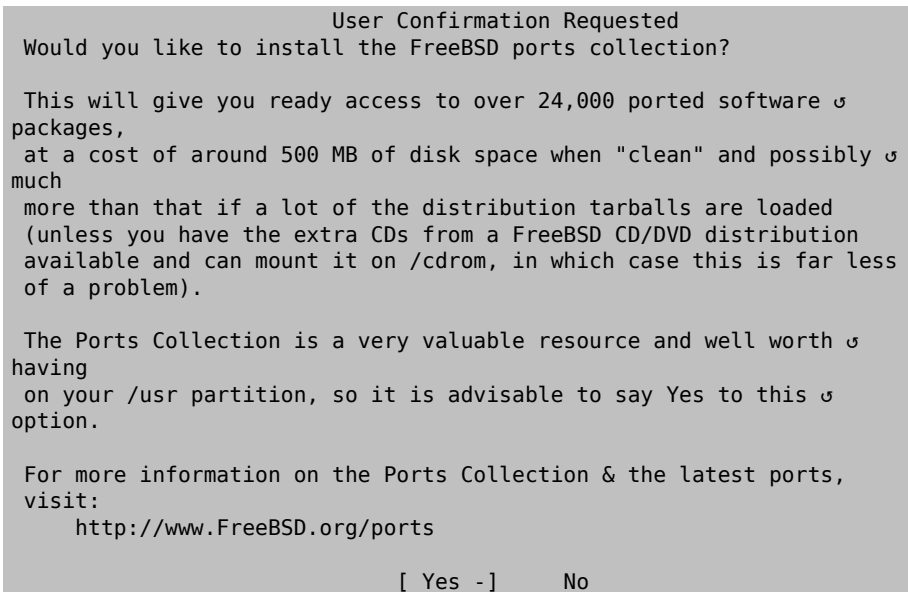 User Confirmation Requested
Would you like to install the FreeBSD ports collection?
This will give you ready access to over 24,000 ported software ↺
packages,
at a cost of around 500 MB of disk space when "clean" and possibly ↺
much
more than that if a lot of the distribution tarballs are loaded
(unless you have the extra CDs from a FreeBSD CD/DVD distribution
available and can mount it on /cdrom, in which case this is far less
of a problem).
The Ports Collection is a very valuable resource and well worth ↺
having
on your /usr partition, so it is advisable to say Yes to this ↺
option.
For more information on the Ports Collection & the latest ports,
visit:
http://www.FreeBSD.org/ports
[ Yes -] No